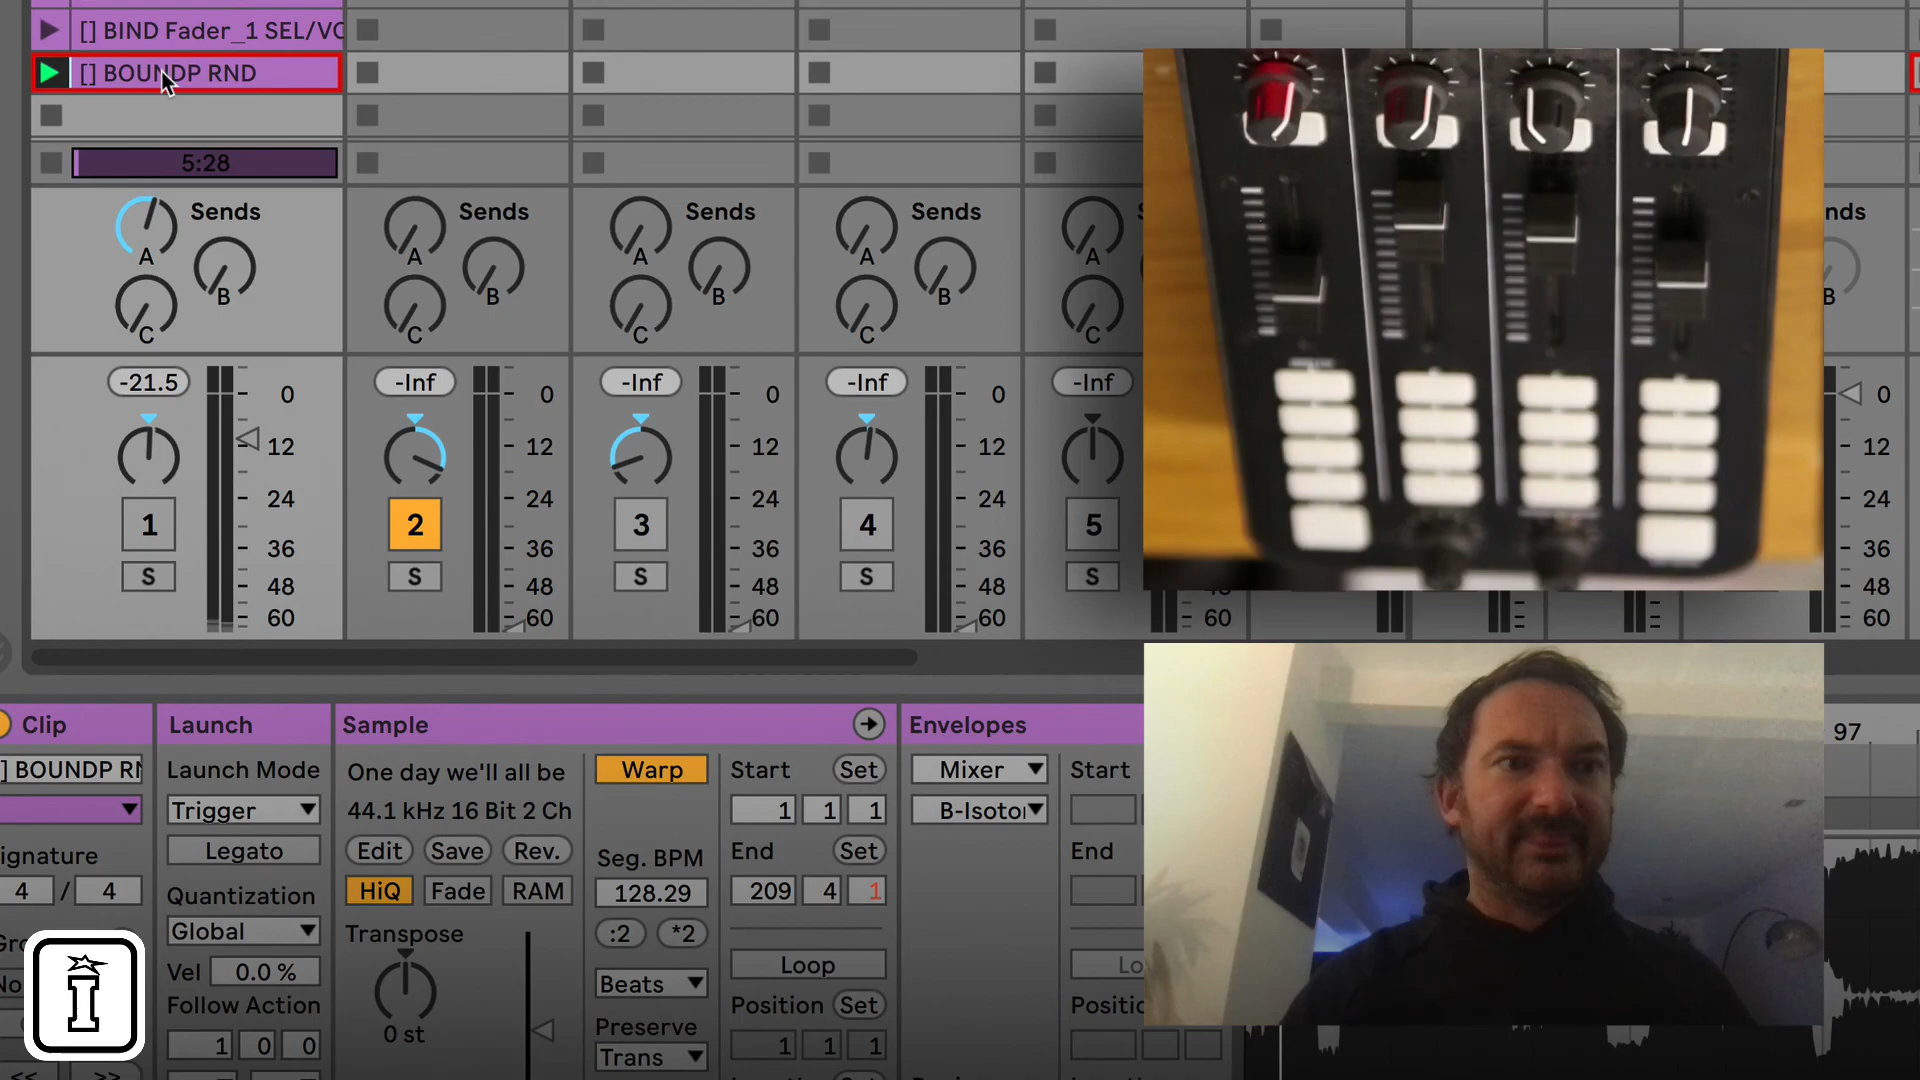 [] BIND Fader_1 SEL/VO
[] BOUNDP RND
5:28
Sends Sends Sends Sends nds
A A A A
B B B B B
C C C C C
-21.5 -Inf -Inf -Inf -Inf
0 0 0 0 0
12 12 12 12 12
24 24 24 24 24
1 2 3 4 5
36 36 36 36 36
S S S S S
48 48 48 48 48
60 60 60 60 60 60
Clip Launch Sample Envelopes 97
] BOUNDP RN Launch Mode One day we'll all be Warp Start Set Mixer Start
Trigger 44.1 kHz 16 Bit 2 Ch 1 1 1 B-Isoto
ignature Legato Edit Save Rev. Seg. BPM End Set End
4 / 4 Quantization HiQ Fade RAM 128.29 209 4 1
Global Transpose :2 *2
Gro Loop Lo
No Vel 0.0 % Beats
Follow Action 0 st Preserve Position Set Positic
1 0 0 Trans 1 1 1
<< >>
I